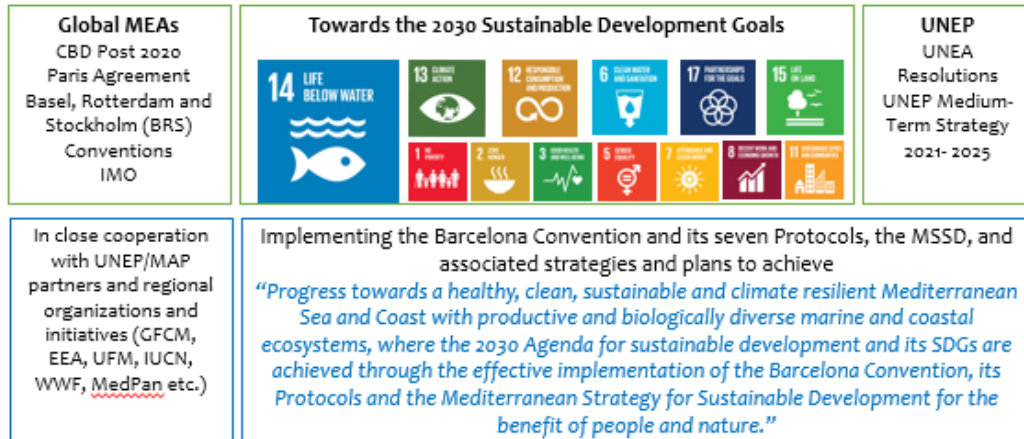 Global MEAs
CBD Post 2020
Paris Agreement
Basel, Rotterdam and
Stockholm (BRS)
Conventions
IMO
Towards the 2030 Sustainable Development Goals
14 LIFE
BELOW WATER
13 CLIMATE
ACTION
12 RESPONSIBLE
CONSUMPTION
AND PRODUCTION
6 CLEAN WATER
AND SANITATION
17 PARTNERSHIPS
FOR THE GOALS
15 LIFE
ON LAND
1 NO
POVERTY
2 ZERO
HUNGER
3 GOOD HEALTH
AND WELL-BEING
5 GENDER
EQUALITY
7 AFFORDABLE AND
CLEAN ENERGY
8 DECENT WORK AND
ECONOMIC GROWTH
11 SUSTAINABLE CITIES
AND COMMUNITIES
UNEP
UNEA
Resolutions
UNEP Medium-
Term Strategy
2021- 2025
In close cooperation
with UNEP/MAP
partners and regional
organizations and
initiatives (GFCM,
EEA, UFM, IUCN,
WWF, MedPan etc.)
Implementing the Barcelona Convention and its seven Protocols, the MSSD, and
associated strategies and plans to achieve
“Progress towards a healthy, clean, sustainable and climate resilient Mediterranean
Sea and Coast with productive and biologically diverse marine and coastal
ecosystems, where the 2030 Agenda for sustainable development and its SDGs are
achieved through the effective implementation of the Barcelona Convention, its
Protocols and the Mediterranean Strategy for Sustainable Development for the
benefit of people and nature.”